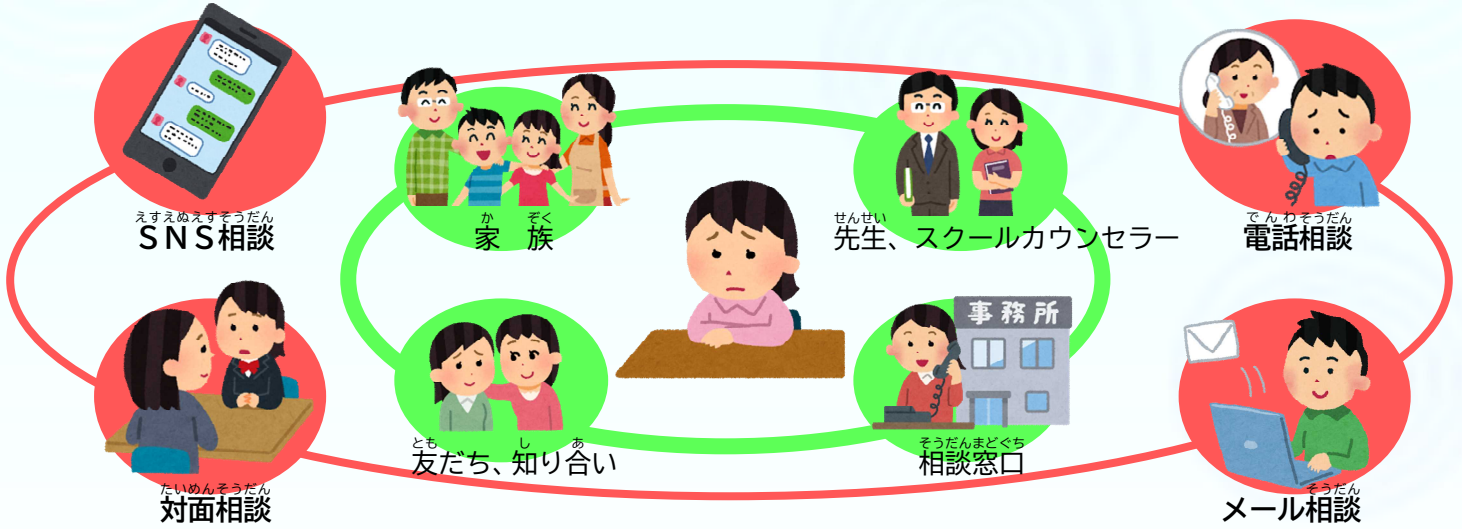 えすえぬえすそうだん
SNS相談
か ぞく
家 族
せんせい
先生、スクールカウンセラー
でんわそうだん
電話相談
たいめんそうだん
対面相談
とも し あ
友だち、知り合い
事務所
そうだんまどぐち
相談窓口
そうだん
メール相談